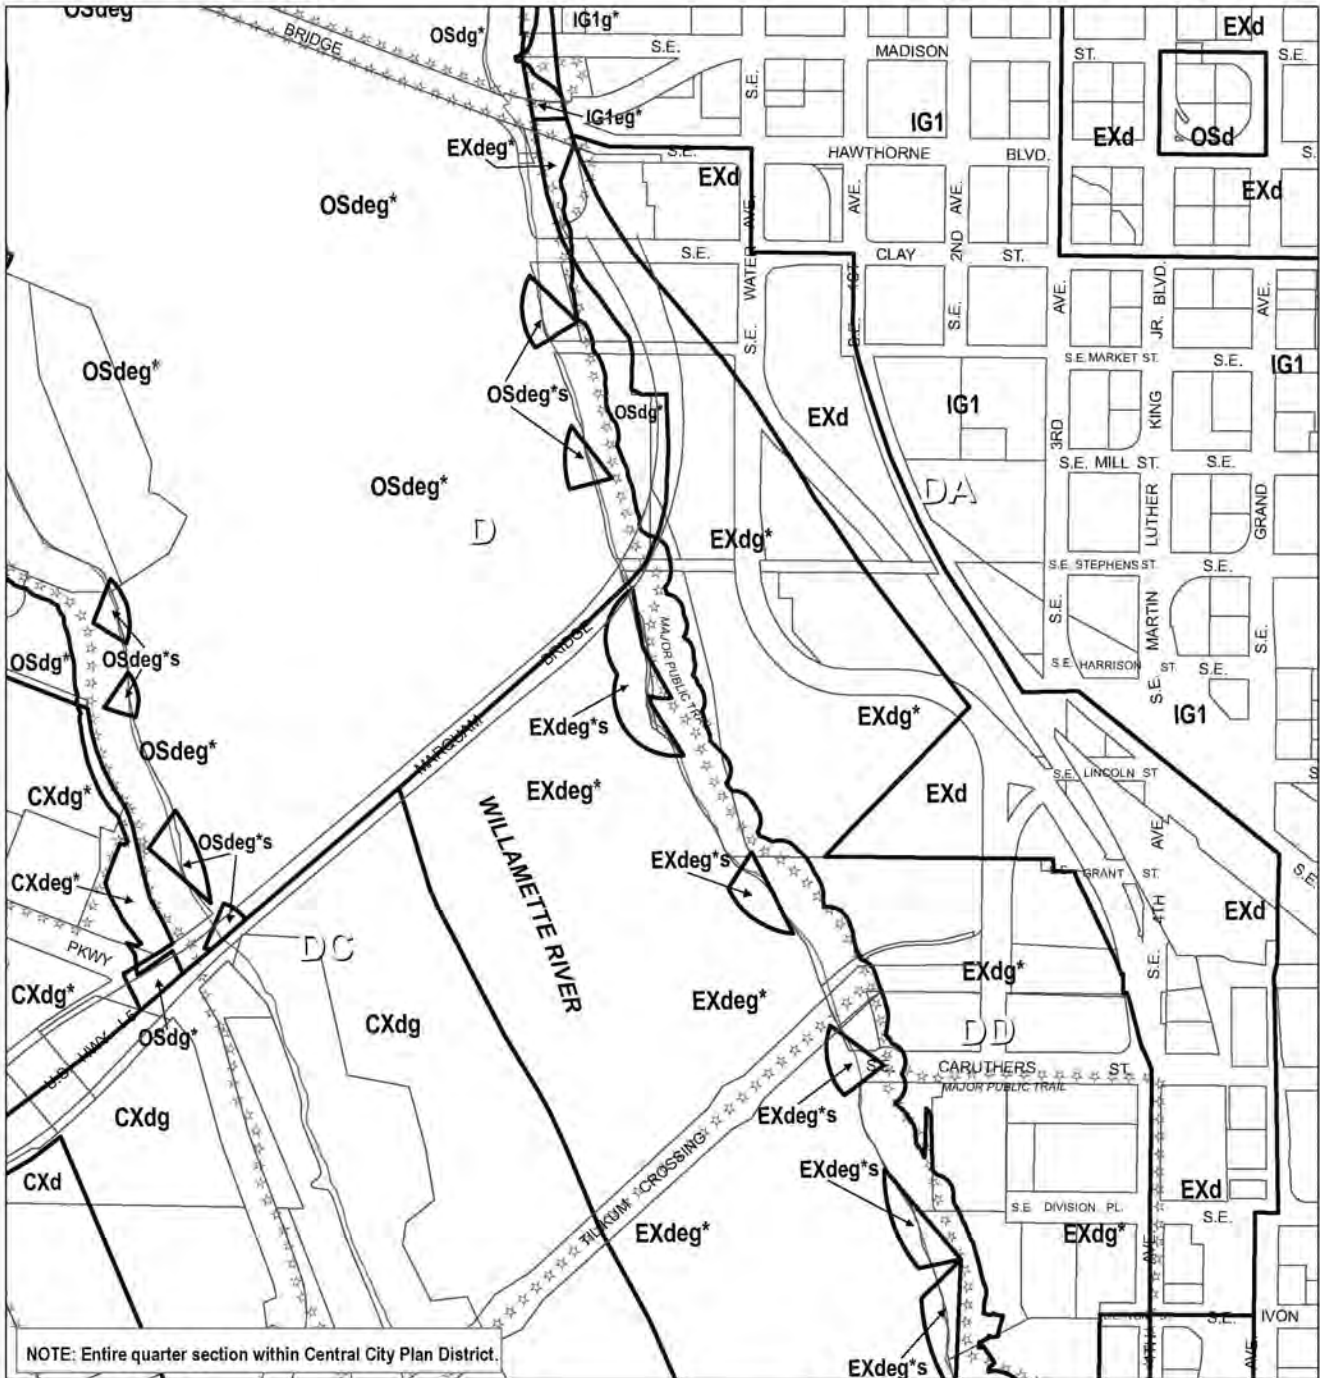 OSdeg
BRIDGE
OSdg*
IG1g*
S.E.
MADISON
ST.
EXd
S.E.
S.E.
IG1eg*
IG1
EXd
OSd
EXdeg*
S.E.
HAWTHORNE
BLVD.
S.
EXd
EXd
OSdeg*
AVE.
AVE.
AVE.
S.E.
WATER
CLAY
2ND
ST.
S.E.
S.E.
S.E.
AVE.
JR. BLVD.
AVE.
OSdeg*
S.E. MARKET ST.
S.E.
IG1
OSdeg*s
OSdg*
EXd
IG1
3RD
KING
OSdeg*
S.E. MILL ST.
S.E.
D
DA
LUTHER
GRAND
EXdg*
S.E. STEPHENS ST.
S.E.
S.E.
MARTIN
S.E.
BRIDGE
MAJOR PUBLIC TRAIL
OSdg*
OSdeg*s
S.E. HARRISON
ST.
S.E.
S.E.
EXdeg*s
EXdg*
IG1
MARQUAM
OSdeg*
S.E. LINCOLN ST
S
CXdg*
EXdeg*
EXd
WILLAMETTE RIVER
AVE.
OSdeg*s
EXdeg*s
GRANT ST.
S.E.
CXdeg*
4TH
EXd
PKWY
DC
S.E.
CXdg*
EXdeg*
EXdg*
OSdg*
CXdg
DD
U.S. HWY I-5
CARUTHERS
ST.
MAJOR PUBLIC TRAIL
CXdg
EXdeg*s
CXd
TILIKUM CROSSING
EXdeg*s
EXd
S.E. DIVISION PL.
S.E.
EXdeg*
EXdg*
AVE.
S.E.
IVON
4TH
AVE.
NOTE: Entire quarter section within Central City Plan District.
EXdeg*s